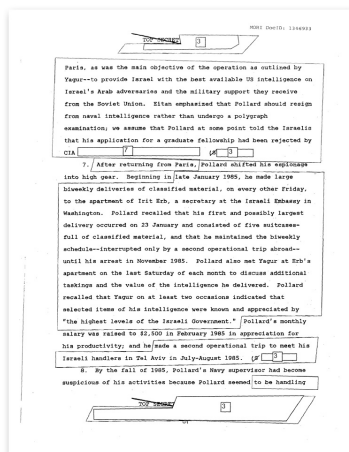 MORI DocID: 1346933
TOP SECRET 3
Paris, as was the main objective of the operation as outlined by
Yagur--to provide Israel with the best available US intelligence on
Israel's Arab adversaries and the military support they receive
from the Soviet Union. Eitan emphasized that Pollard should resign
from naval intelligence rather than undergo a polygraph
examination; we assume that Pollard at some point told the Israelis
that his application for a graduate fellowship had been rejected by
CIA 7 3
7. After returning from Paris, Pollard shifted his espionage
into high gear. Beginning in late January 1985, he made large
biweekly deliveries of classified material, on every other Friday,
to the apartment of Irit Erb, a secretary at the Israeli Embassy in
Washington. Pollard recalled that his first and possibly largest
delivery occurred on 23 January and consisted of five suitcases-
full of classified material, and that he maintained the biweekly
schedule--interrupted only by a second operational trip abroad--
until his arrest in November 1985. Pollard also met Yagur at Erb's
apartment on the last Saturday of each month to discuss additional
taskings and the value of the intelligence he delivered. Pollard
recalled that Yagur on at least two occasions indicated that
selected items of his intelligence were known and appreciated by
"the highest levels of the Israeli Government." Pollard's monthly
salary was raised to $2,500 in February 1985 in appreciation for
his productivity; and he made a second operational trip to meet his
Israeli handlers in Tel Aviv in July-August 1985. 3
8. By the fall of 1985, Pollard's Navy supervisor had become
suspicious of his activities because Pollard seemed to be handling
TOP SECRET 3